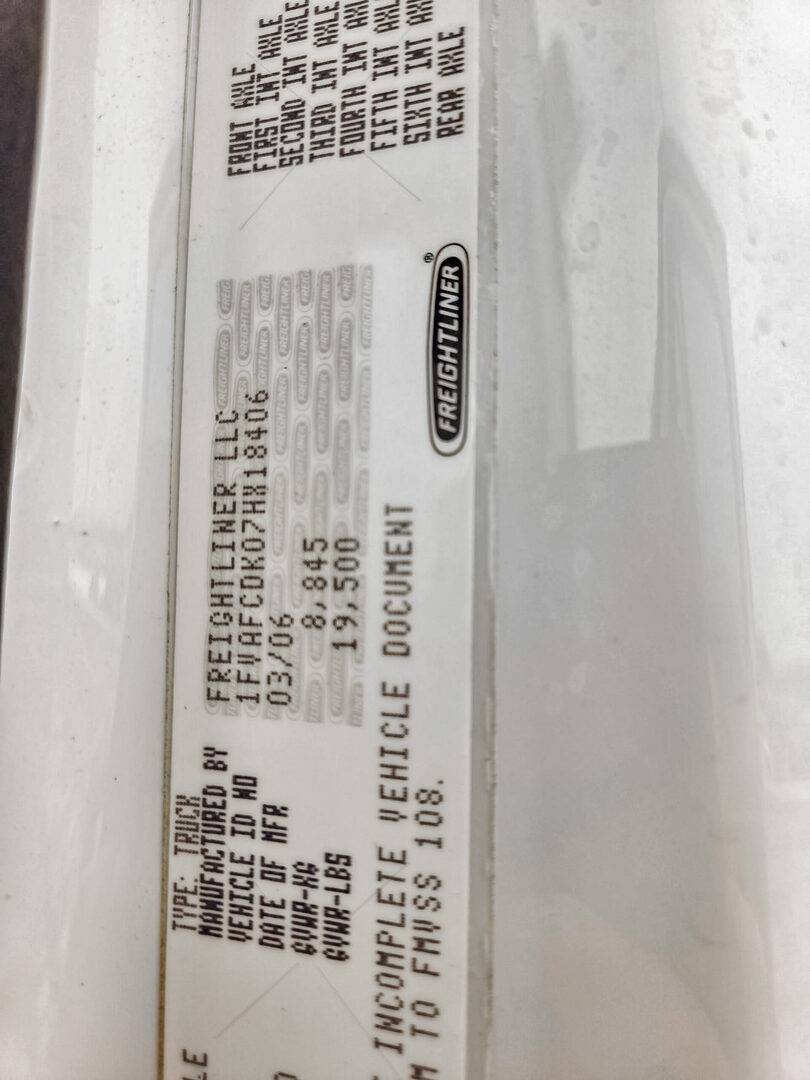 TYPE: TRUCK
MANUFACTURED BY FREIGHTLINER LLC
VEHICLE ID NO 1FVAFCDK07HX18406
DATE OF MFR 03/06
GVWR-KG 8,845
GVWR-LBS 19,500
INCOMPLETE VEHICLE DOCUMENT
TO FMVSS 108.
FREIGHTLINER®
FRONT AXLE
FIRST INT AXLE
SECOND INT AXLE
THIRD INT AXLE
FOURTH INT AXLE
FIFTH INT AX
SIXTH INT AX
REAR AXLE